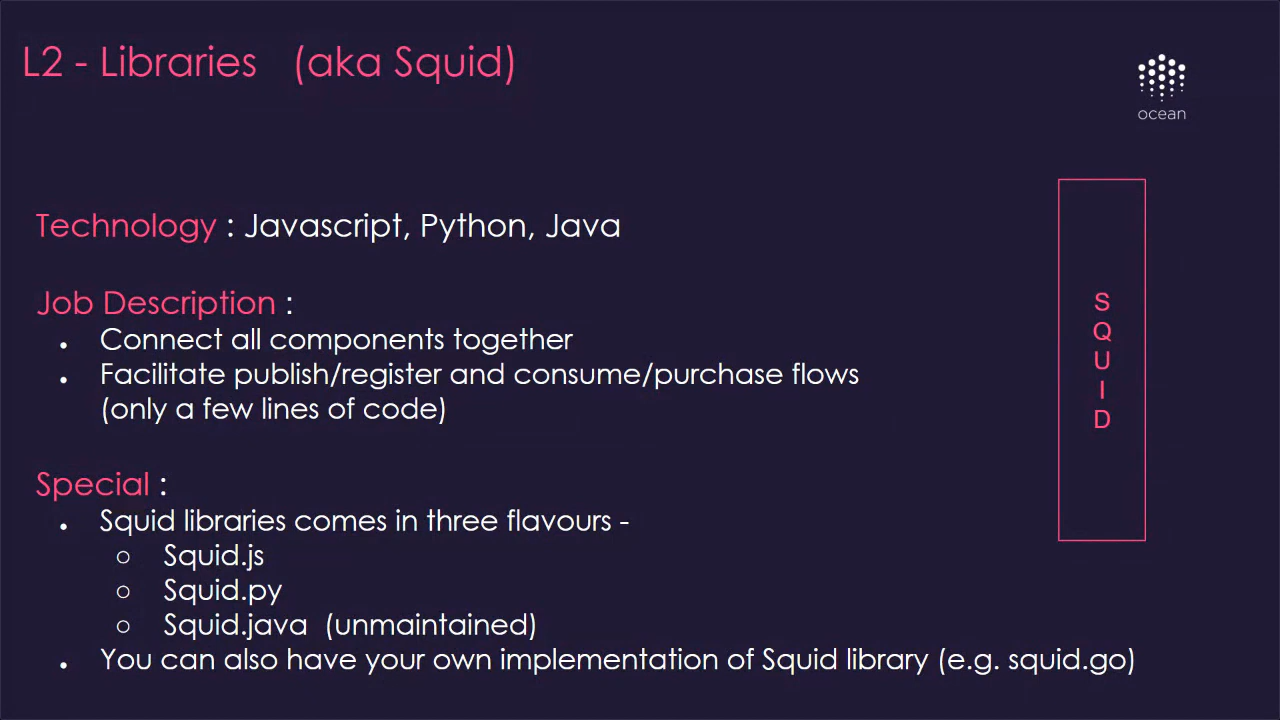 L2 - Libraries (aka Squid)
ocean
Technology : Javascript, Python, Java
Job Description :
• Connect all components together
• Facilitate publish/register and consume/purchase flows
(only a few lines of code)
Special :
• Squid libraries comes in three flavours -
○ Squid.js
○ Squid.py
○ Squid.java (unmaintained)
• You can also have your own implementation of Squid library (e.g. squid.go)
S
Q
U
I
D